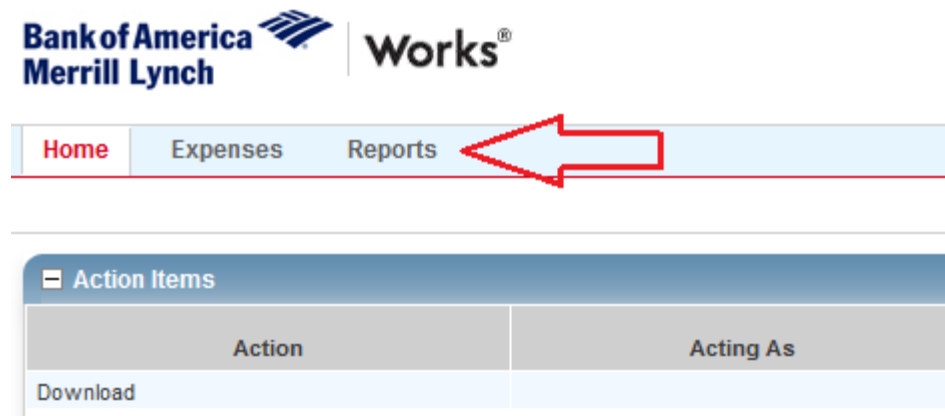 Bank of America
Merrill Lynch
Works®
Home Expenses Reports
Action Items
Action Acting As
Download